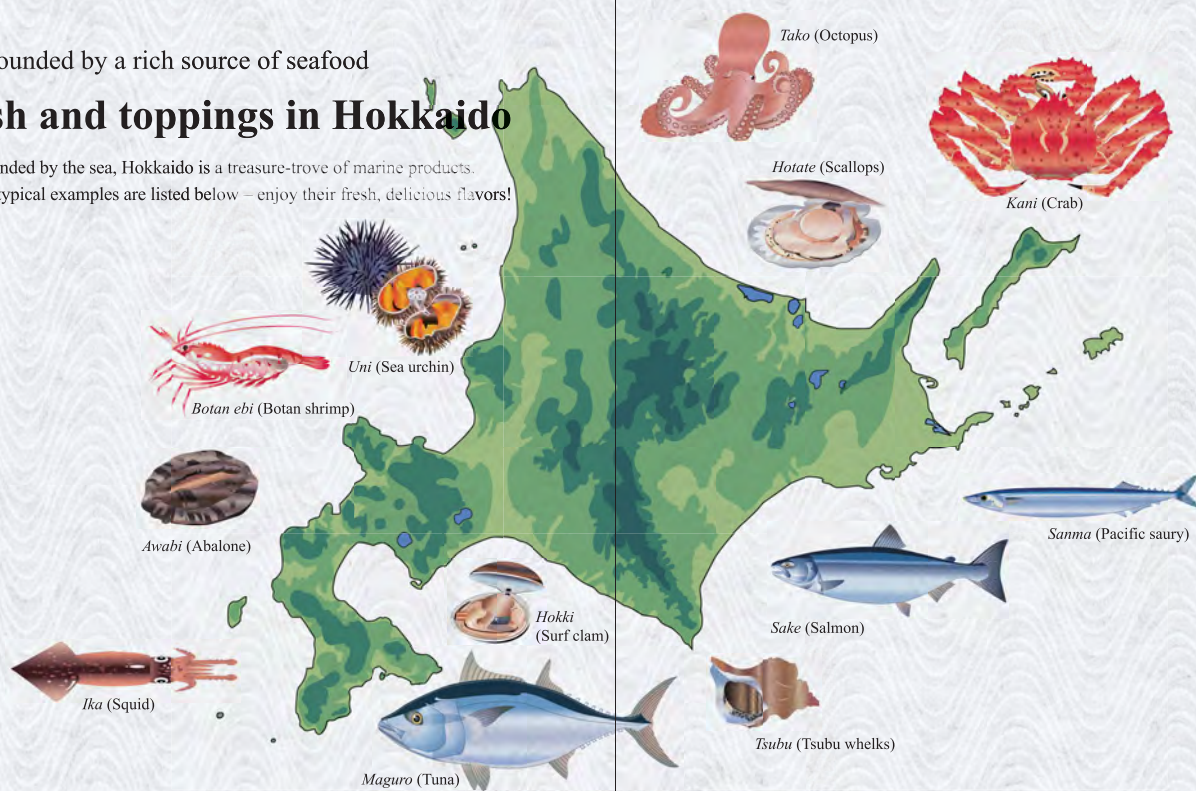 ounded by a rich source of seafood
sh and toppings in Hokkaido
nded by the sea, Hokkaido is a treasure-trove of marine products.
typical examples are listed below – enjoy their fresh, delicious flavors!
Tako (Octopus)
Hotate (Scallops)
Kani (Crab)
Uni (Sea urchin)
Botan ebi (Botan shrimp)
Awabi (Abalone)
Sanma (Pacific saury)
Hokki
(Surf clam)
Sake (Salmon)
Ika (Squid)
Tsubu (Tsubu whelks)
Maguro (Tuna)